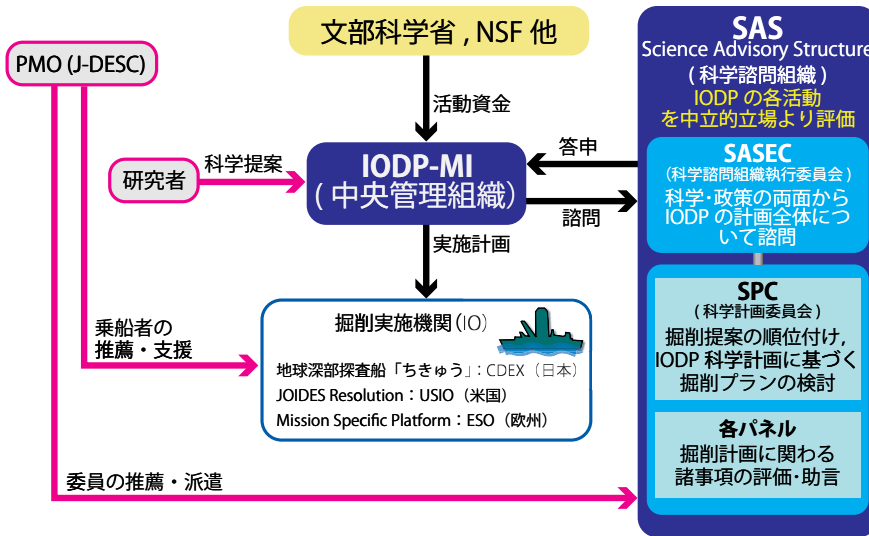 文部科学省 , NSF 他
PMO (J-DESC)
活動資金
研究者
科学提案
IODP-MI
( 中央管理組織）
答申
諮問
実施計画
SAS
Science Advisory Structure
( 科学諮問組織 )
IODP の各活動
を中立的立場より評価
SASEC
（科学諮問組織執行委員会 )
科学・政策の両面から
IODP の計画全体につ
いて諮問
SPC
( 科学計画委員会 )
掘削提案の順位付け，
IODP 科学計画に基づく
掘削プランの検討
各パネル
掘削計画に関わる
諸事項の評価・助言
乗船者の
推薦・支援
掘削実施機関（IO）
地球深部探査船「ちきゅう」：CDEX（日本）
JOIDES Resolution：USIO（米国）
Mission Specific Platform：ESO（欧州）
委員の推薦・派遣